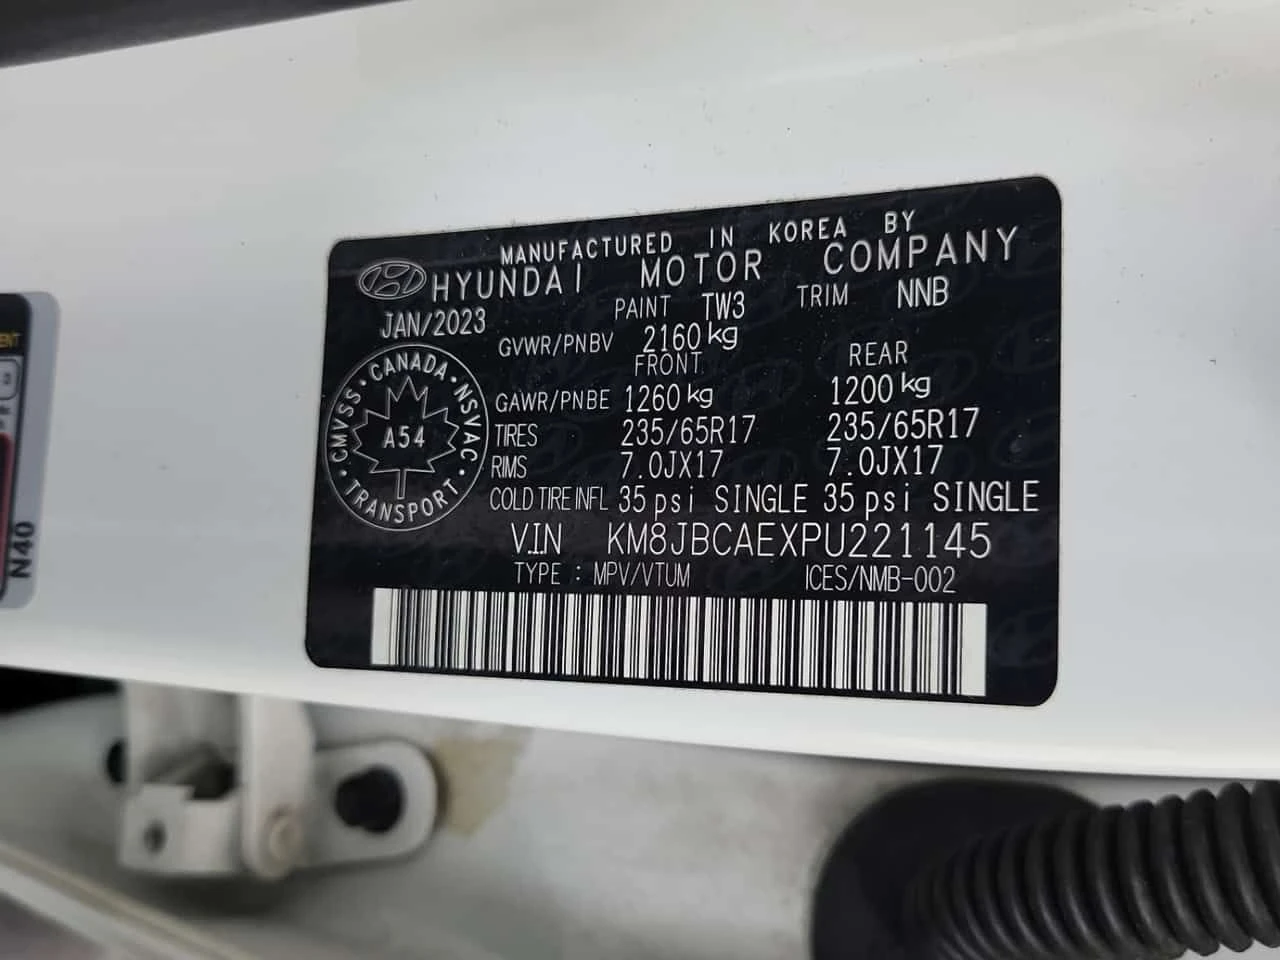 MANUFACTURED IN KOREA BY
HYUNDAI MOTOR COMPANY
JAN/2023 PAINT TW3 TRIM NNB
GVWR/PNBV 2160 kg
FRONT REAR
GAWR/PNBE 1260 kg 1200 kg
TIRES 235/65R17 235/65R17
RIMS 7.0JX17 7.0JX17
COLD TIRE INFL 35 psi SINGLE 35 psi SINGLE
VIN KM8JBCAEXPU221145
TYPE : MPV/VTUM ICES/NMB-002
CMVSS · CANADA · NSVAC · TRANSPORT ·
A54
N40